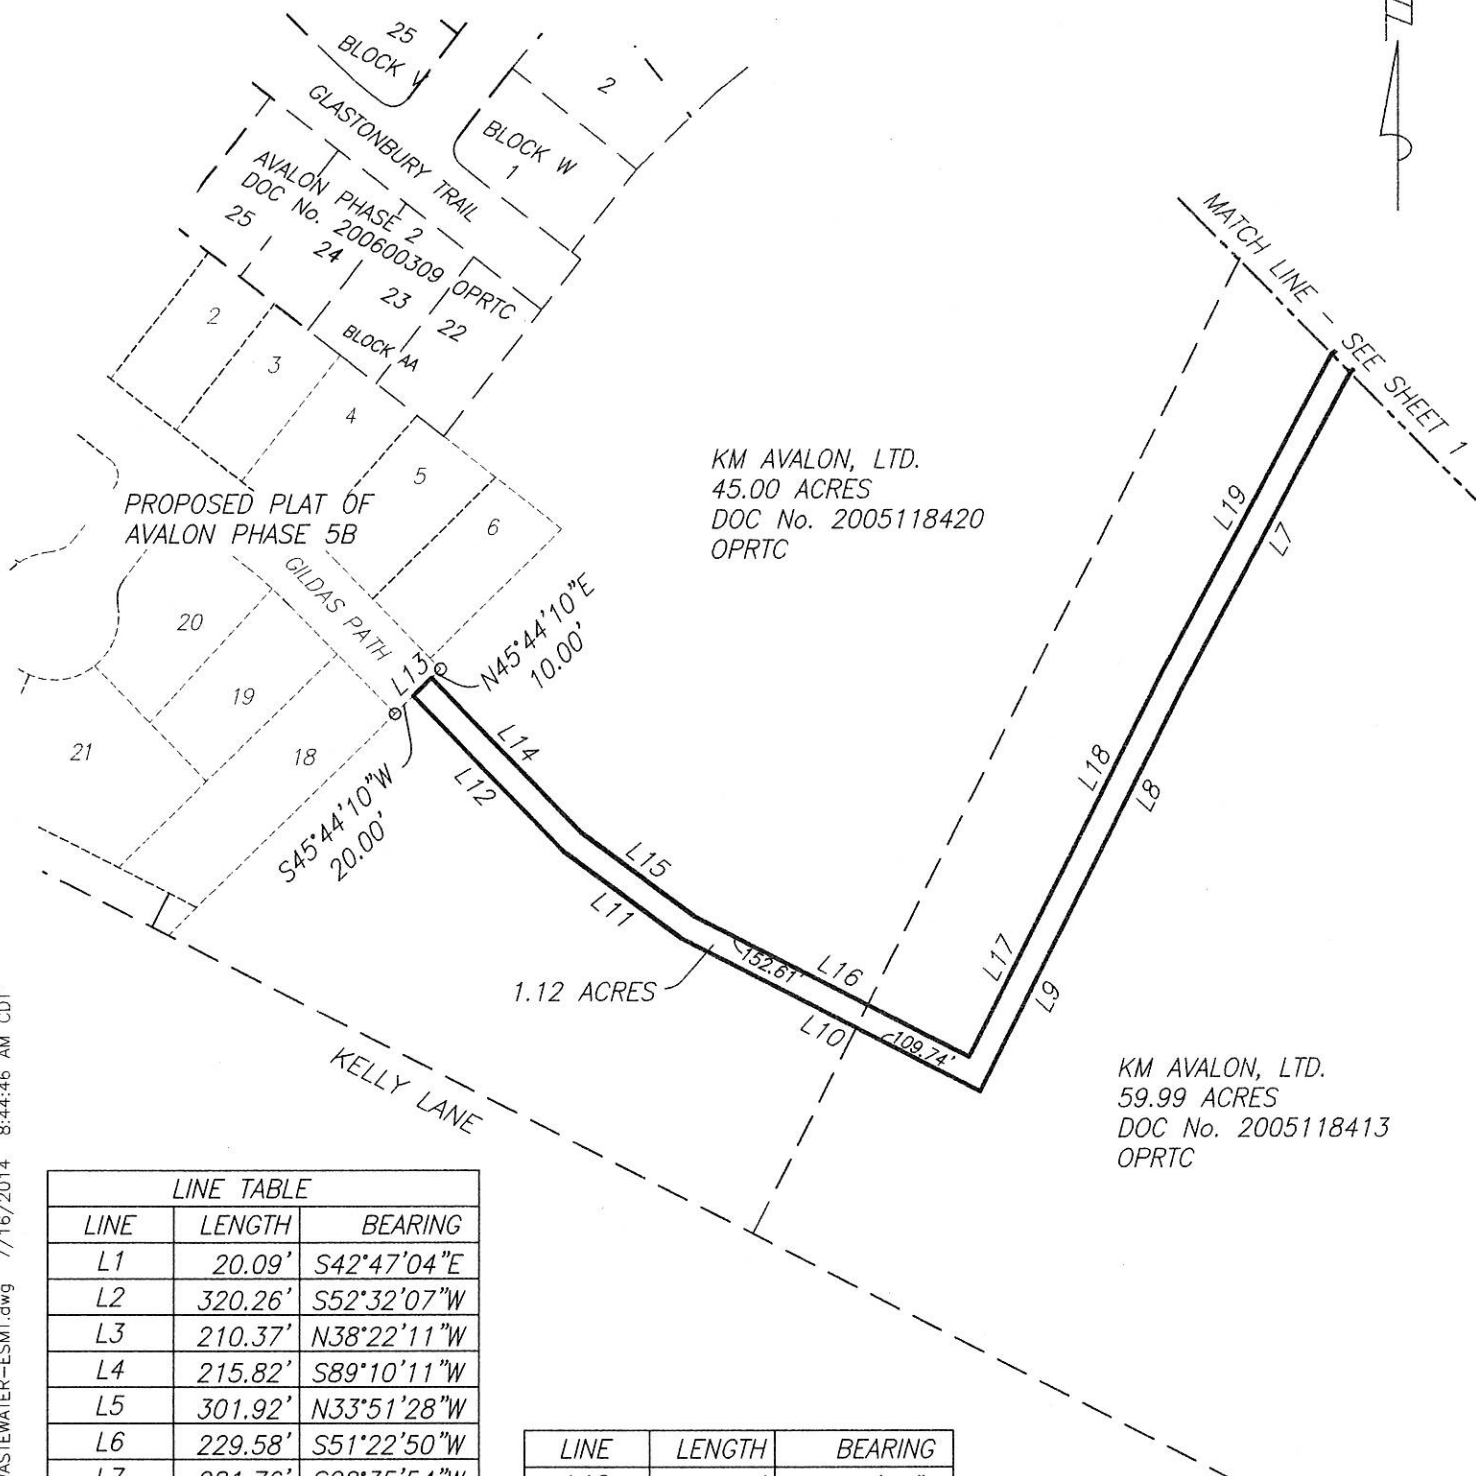 25
BLOCK V
2
GLASTONBURY TRAIL
BLOCK W
1
AVALON PHASE 2
DOC No. 200600309 OPRTC
25
24
23
22
BLOCK AA
MATCH LINE - SEE SHEET 1
2
3
4
5
6
PROPOSED PLAT OF
AVALON PHASE 5B
GILDAS PATH
KM AVALON, LTD.
45.00 ACRES
DOC No. 2005118420
OPRTC
L19
L7
20
19
18
21
L13
N45°44'10"E
10.00'
S45°44'10"W
20.00'
L14
L12
L15
L11
L18
L8
L17
L9
152.61'
L16
1.12 ACRES
L10
109.74'
KELLY LANE
KM AVALON, LTD.
59.99 ACRES
DOC No. 2005118413
OPRTC
LINE TABLE
LINE LENGTH BEARING
L1 20.09' S42°47'04"E
L2 320.26' S52°32'07"W
L3 210.37' N38°22'11"W
L4 215.82' S89°10'11"W
L5 301.92' N33°51'28"W
L6 229.58' S51°22'50"W
LINE LENGTH BEARING
7/16/2014 8:44:46 AM CDT